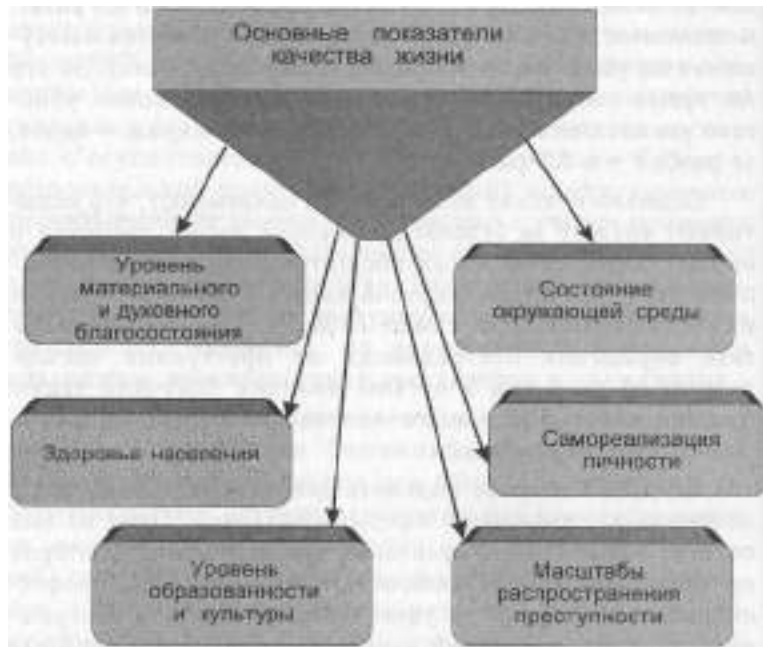 Основные показатели
качества жизни
Уровень
материального
и духовного
благосостояния
Состояние
окружающей среды
Здоровье населения
Самореализация
личности
Уровень
образованности
и культуры
Масштабы
распространения
преступности